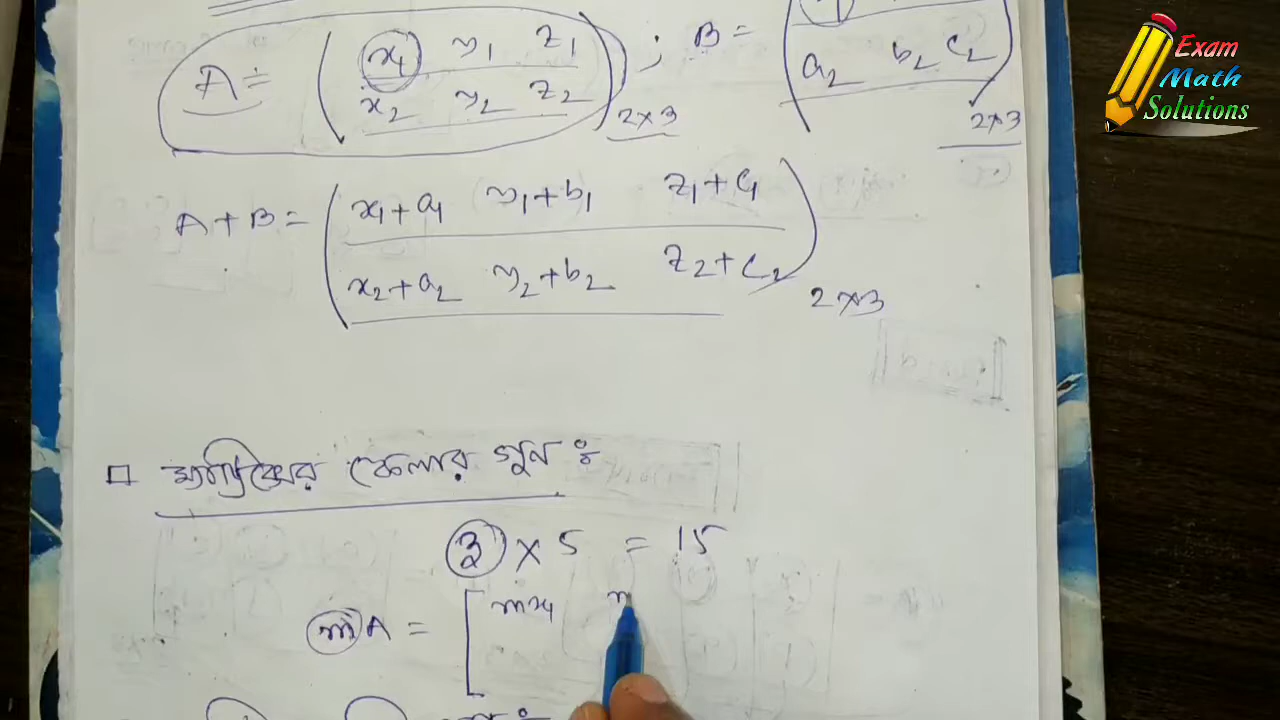 A = ( x₁ y₁ z₁ ; B = (
x₂ y₂ z₂ ) 2×3 a₂ b₂ c₂ ) 2×3
Exam
Math
Solutions
A + B = ( x₁+a₁ y₁+b₁ z₁+c₁
x₂+a₂ y₂+b₂ z₂+c₂ ) 2×3
□ ম্যাট্রিক্সের স্কেলার গুন ঃ
3 × 5 = 15
mA = [ mx₁